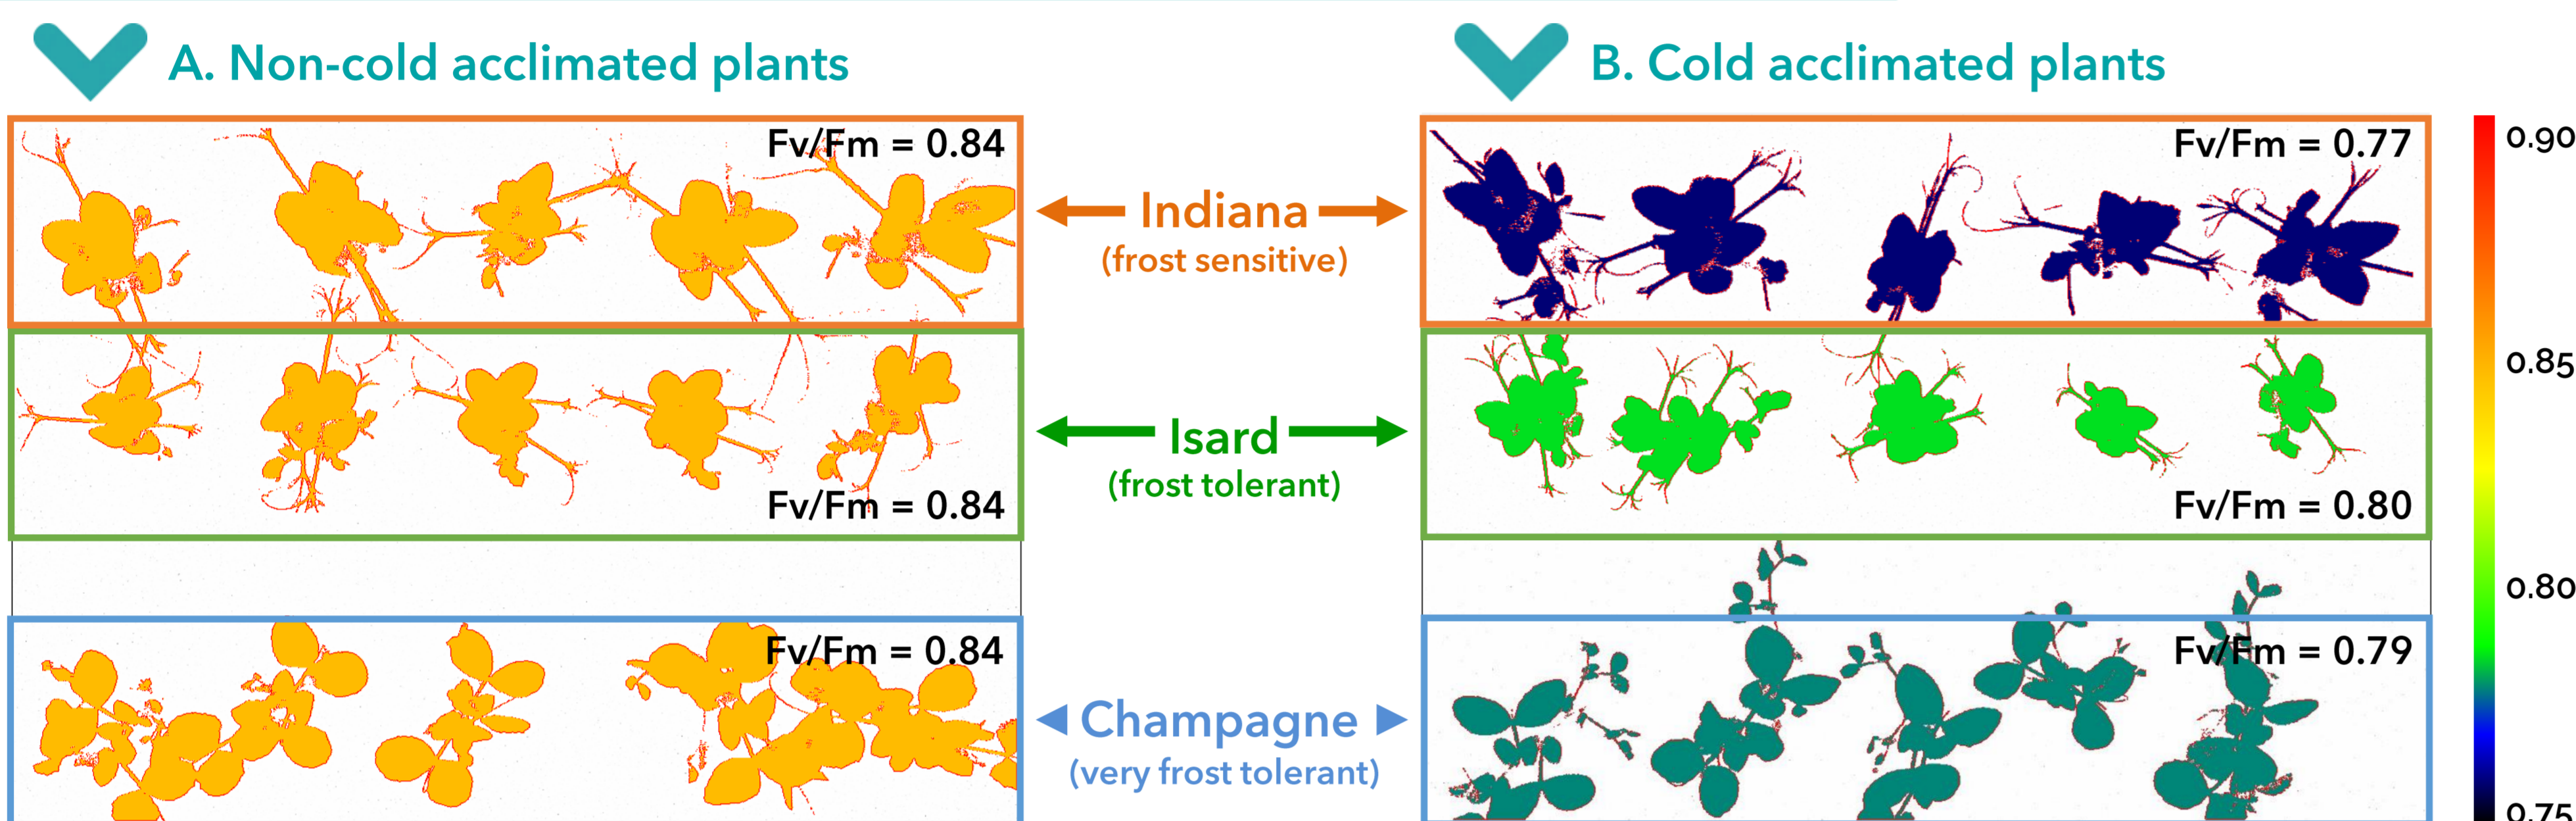 A. Non-cold acclimated plants
B. Cold acclimated plants
Fv/Fm = 0.84
Indiana
(frost sensitive)
Fv/Fm = 0.77
Fv/Fm = 0.84
Isard
(frost tolerant)
Fv/Fm = 0.80
Fv/Fm = 0.84
Champagne
(very frost tolerant)
Fv/Fm = 0.79
0.90
0.85
0.80
0.75